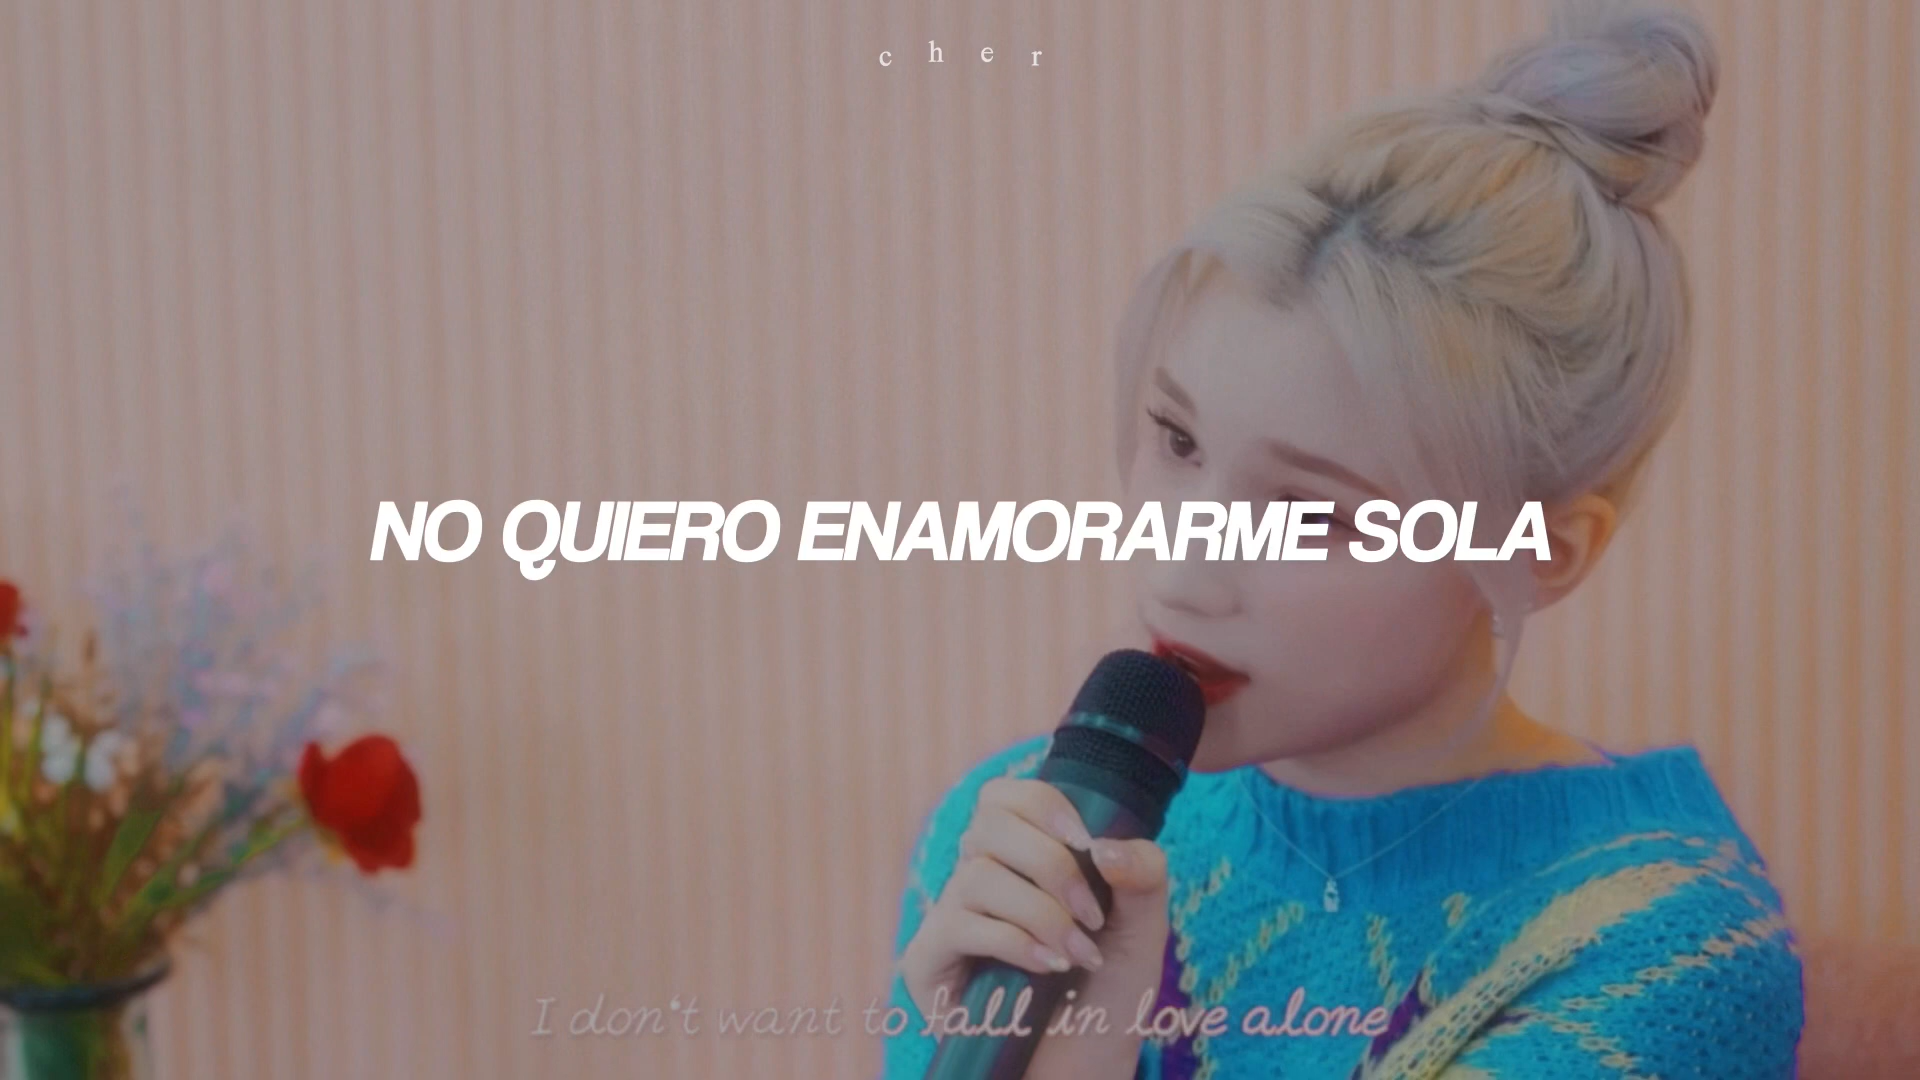 c h e r
NO QUIERO ENAMORARME SOLA
I don't want to fall in love alone